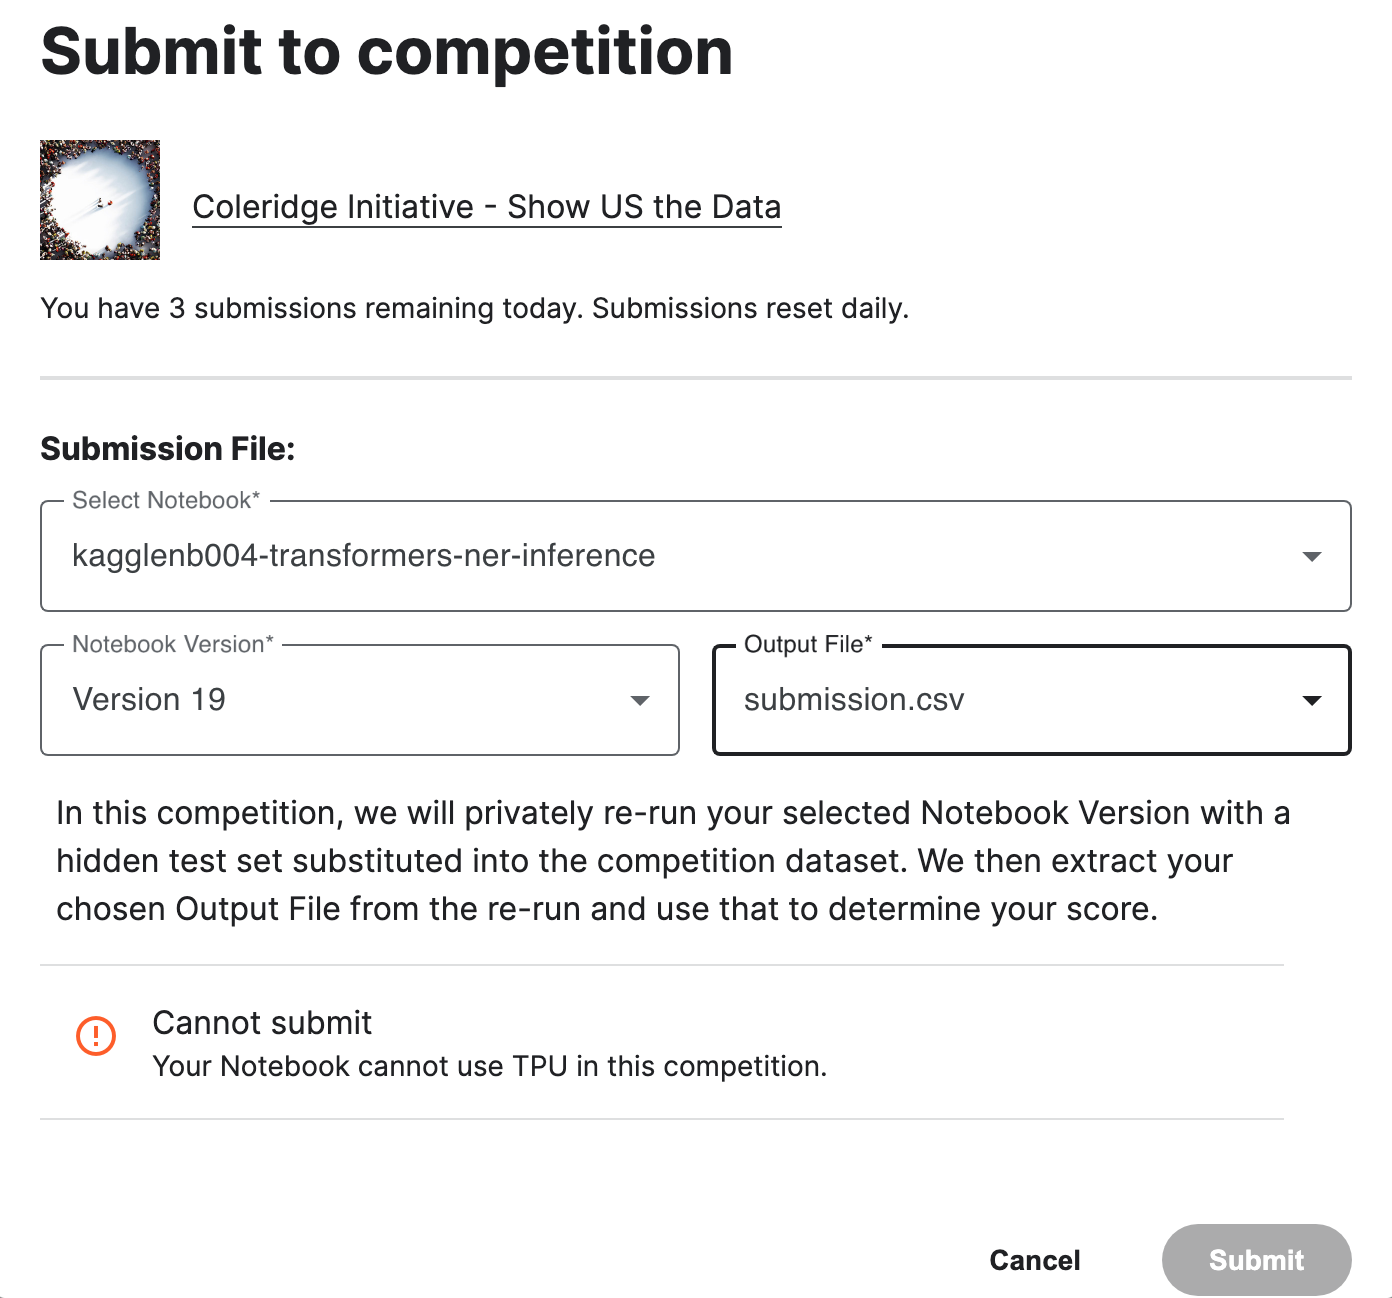 Submit to competition
Coleridge Initiative - Show US the Data
You have 3 submissions remaining today. Submissions reset daily.
Submission File:
Select Notebook*
kagglenb004-transformers-ner-inference
Notebook Version*
Version 19
Output File*
submission.csv
In this competition, we will privately re-run your selected Notebook Version with a
hidden test set substituted into the competition dataset. We then extract your
chosen Output File from the re-run and use that to determine your score.
Cannot submit
Your Notebook cannot use TPU in this competition.
Cancel
Submit